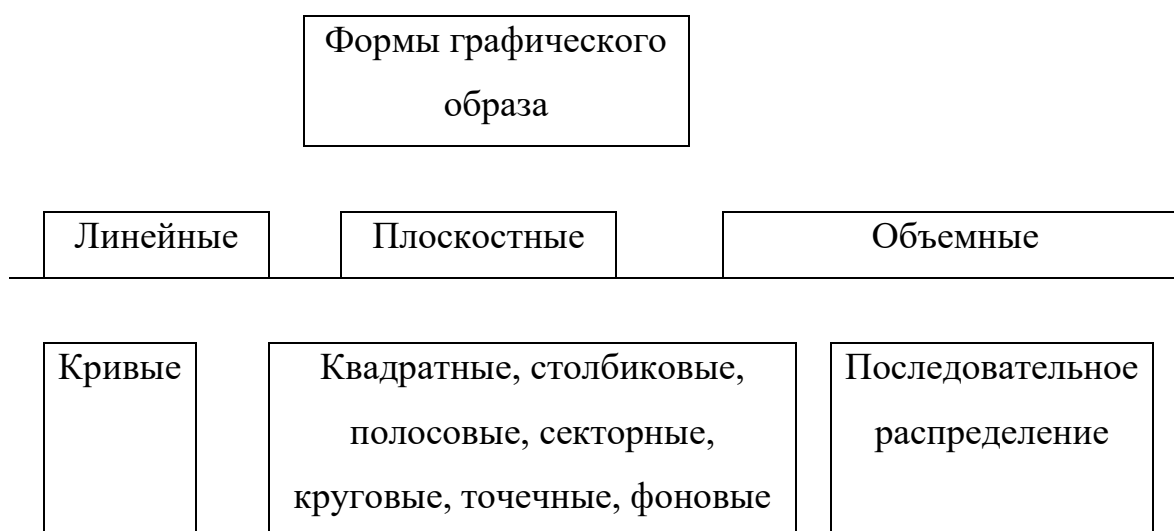 Формы графического
образа
Линейные
Плоскостные
Объемные
Кривые
Квадратные, столбиковые,
полосовые, секторные,
круговые, точечные, фоновые
Последовательное
распределение